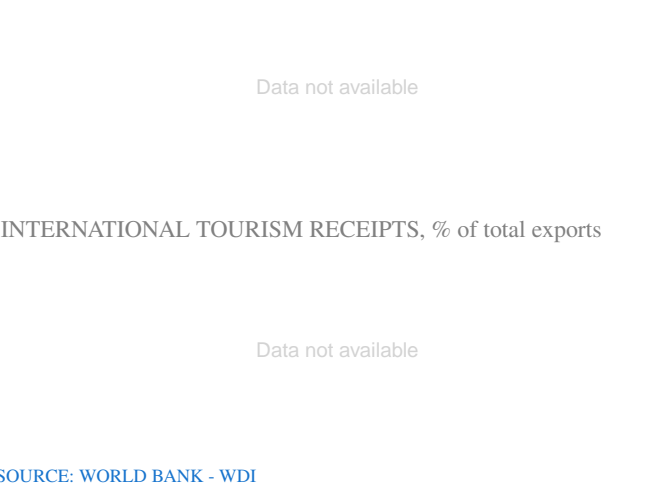 Data not available
INTERNATIONAL TOURISM RECEIPTS, % of total exports
Data not available
SOURCE: WORLD BANK - WDI